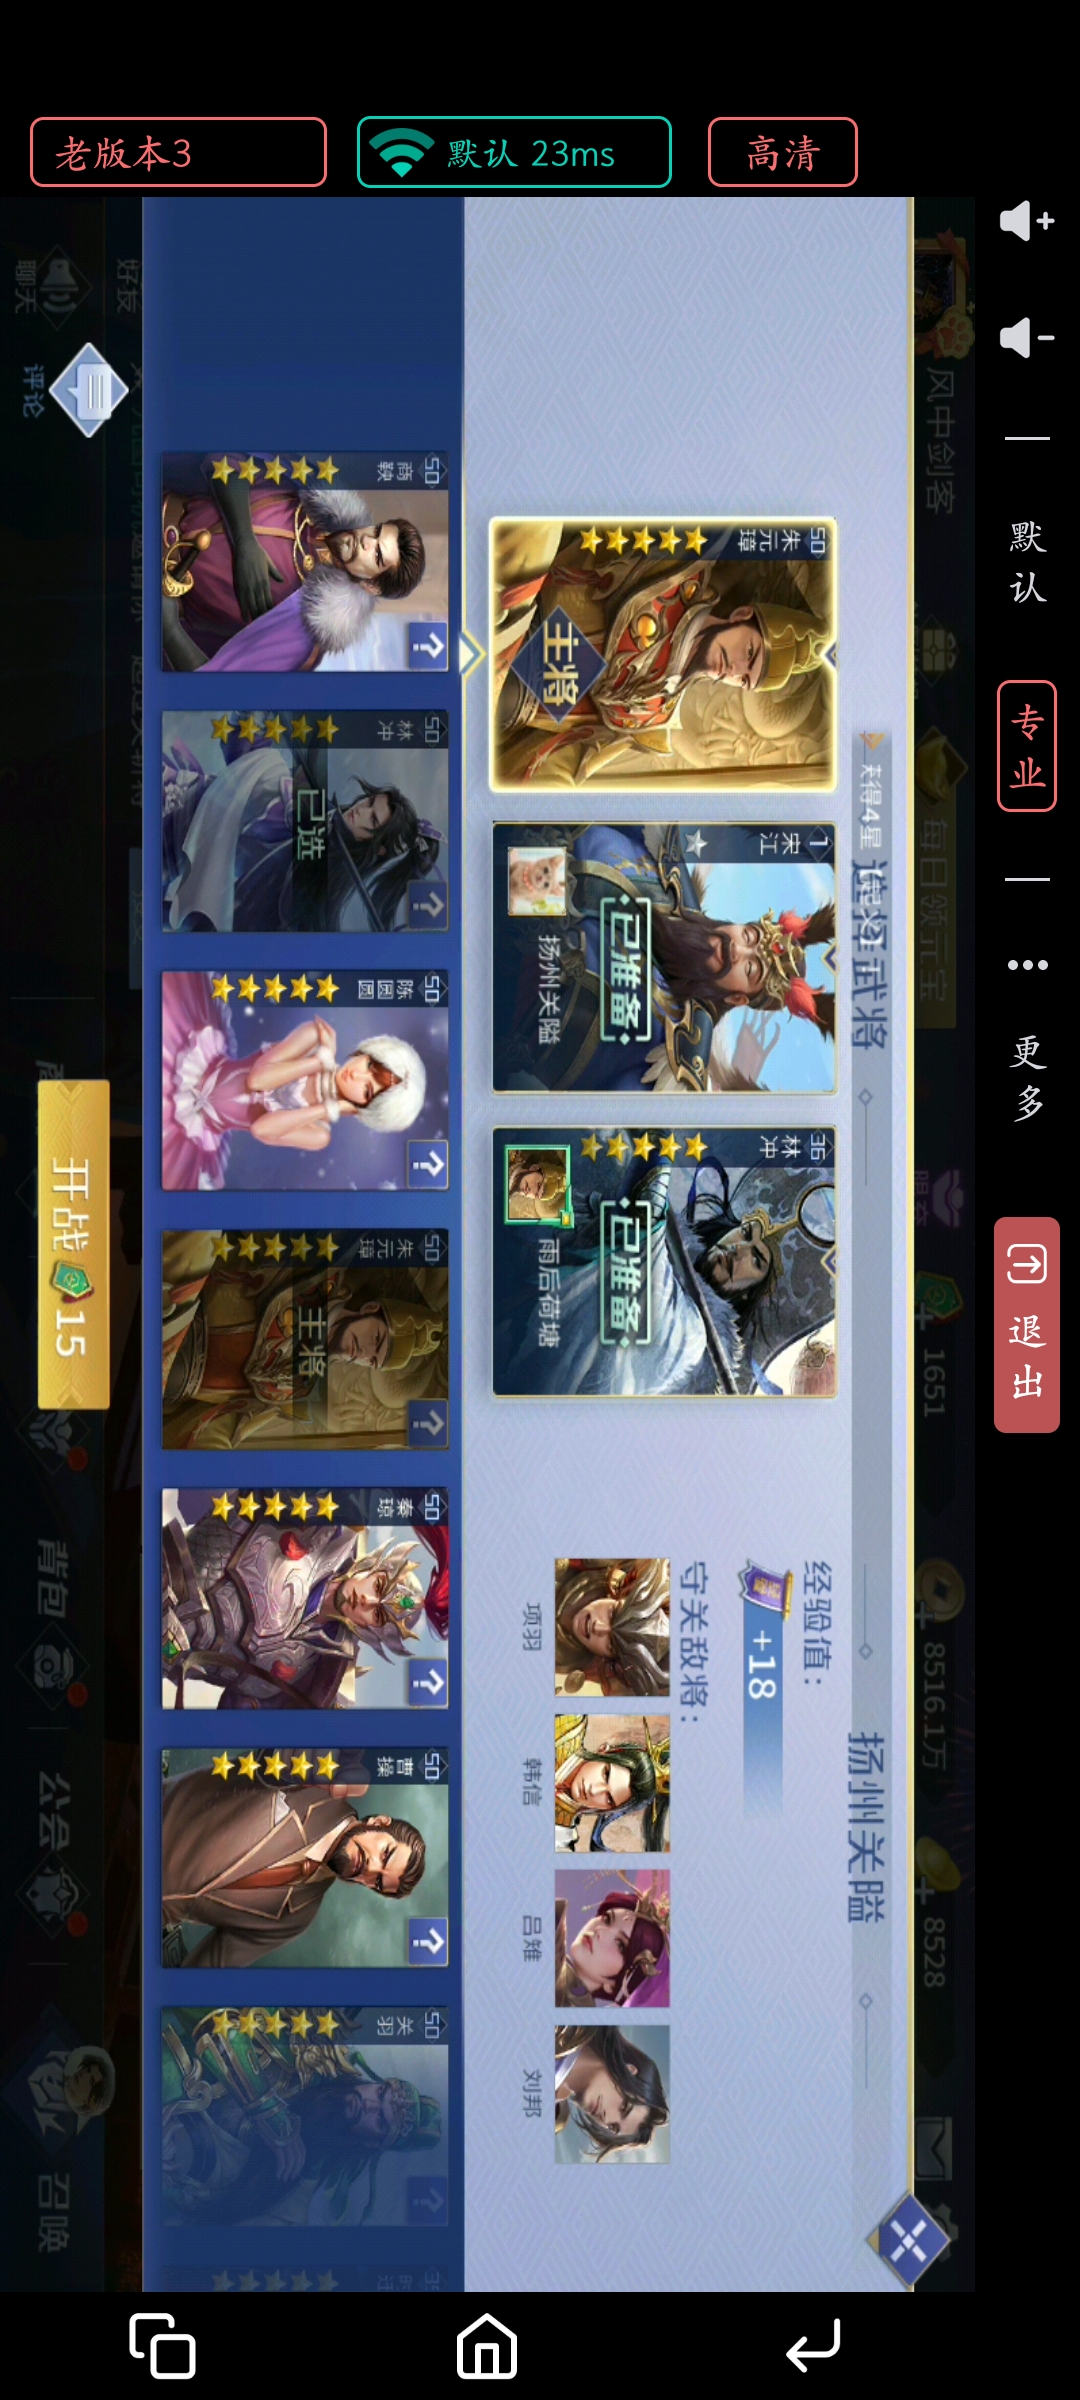 老版本3
默认 23ms
高清
默认
专业
更多
退出
风中剑客
每日领元宝
1651
8516.1万
8528
获得4星
选择武将
扬州关隘
50 朱元璋
主将
1 宋江
已准备
扬州关隘
36 林冲
已准备
雨后荷塘
经验值：
+18
守关敌将：
项羽
韩信
吕雉
刘邦
50 商鞅
50 林冲
已选
50 陈圆圆
50 朱元璋
主将
50 秦琼
50 曹操
50 关羽
聊天
好友
评论
开战 15
背包
公会
召唤